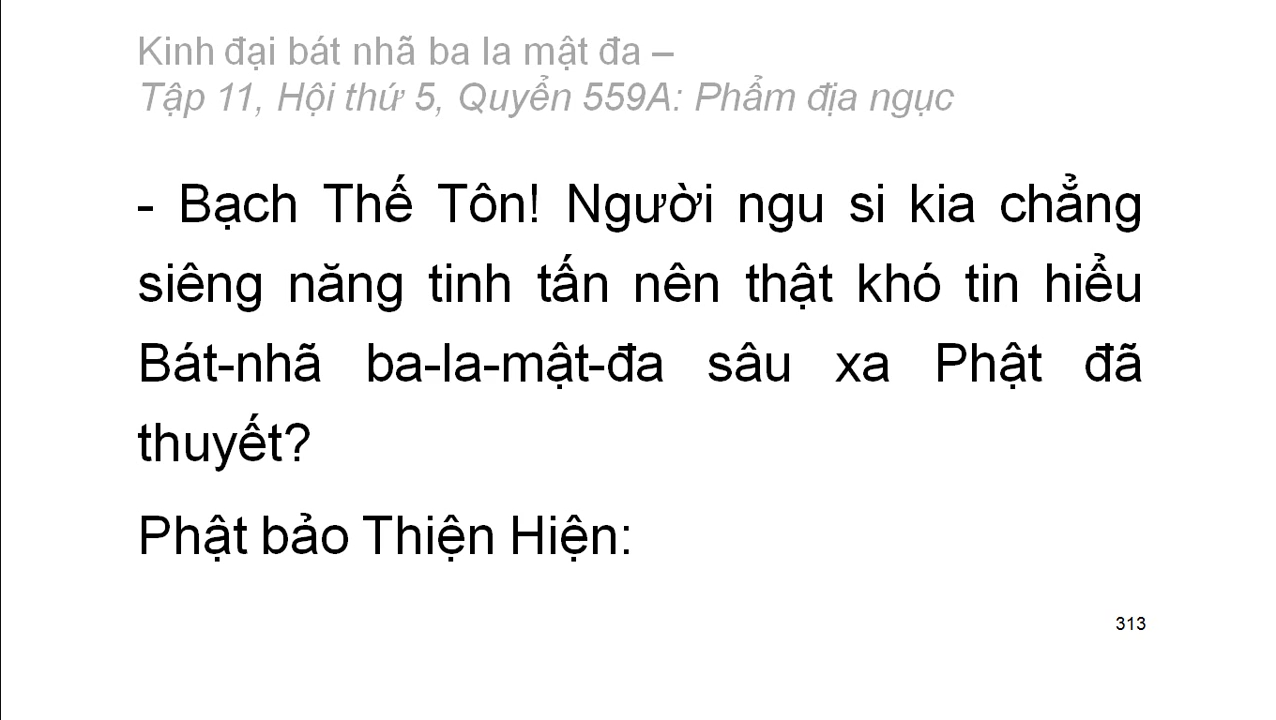 Kinh đại bát nhã ba la mật đa –
Tập 11, Hội thứ 5, Quyển 559A: Phẩm địa ngục
- Bạch Thế Tôn! Người ngu si kia chẳng
siêng năng tinh tấn nên thật khó tin hiểu
Bát-nhã ba-la-mật-đa sâu xa Phật đã
thuyết?
Phật bảo Thiện Hiện:
313